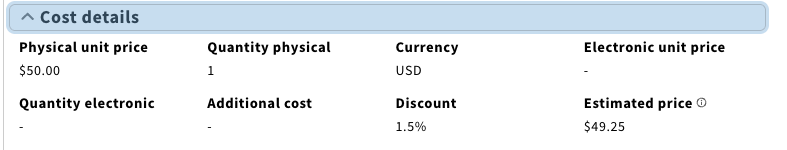 Cost details
Physical unit price Quantity physical Currency Electronic unit price
$50.00 1 USD -
Quantity electronic Additional cost Discount Estimated price
- - 1.5% $49.25